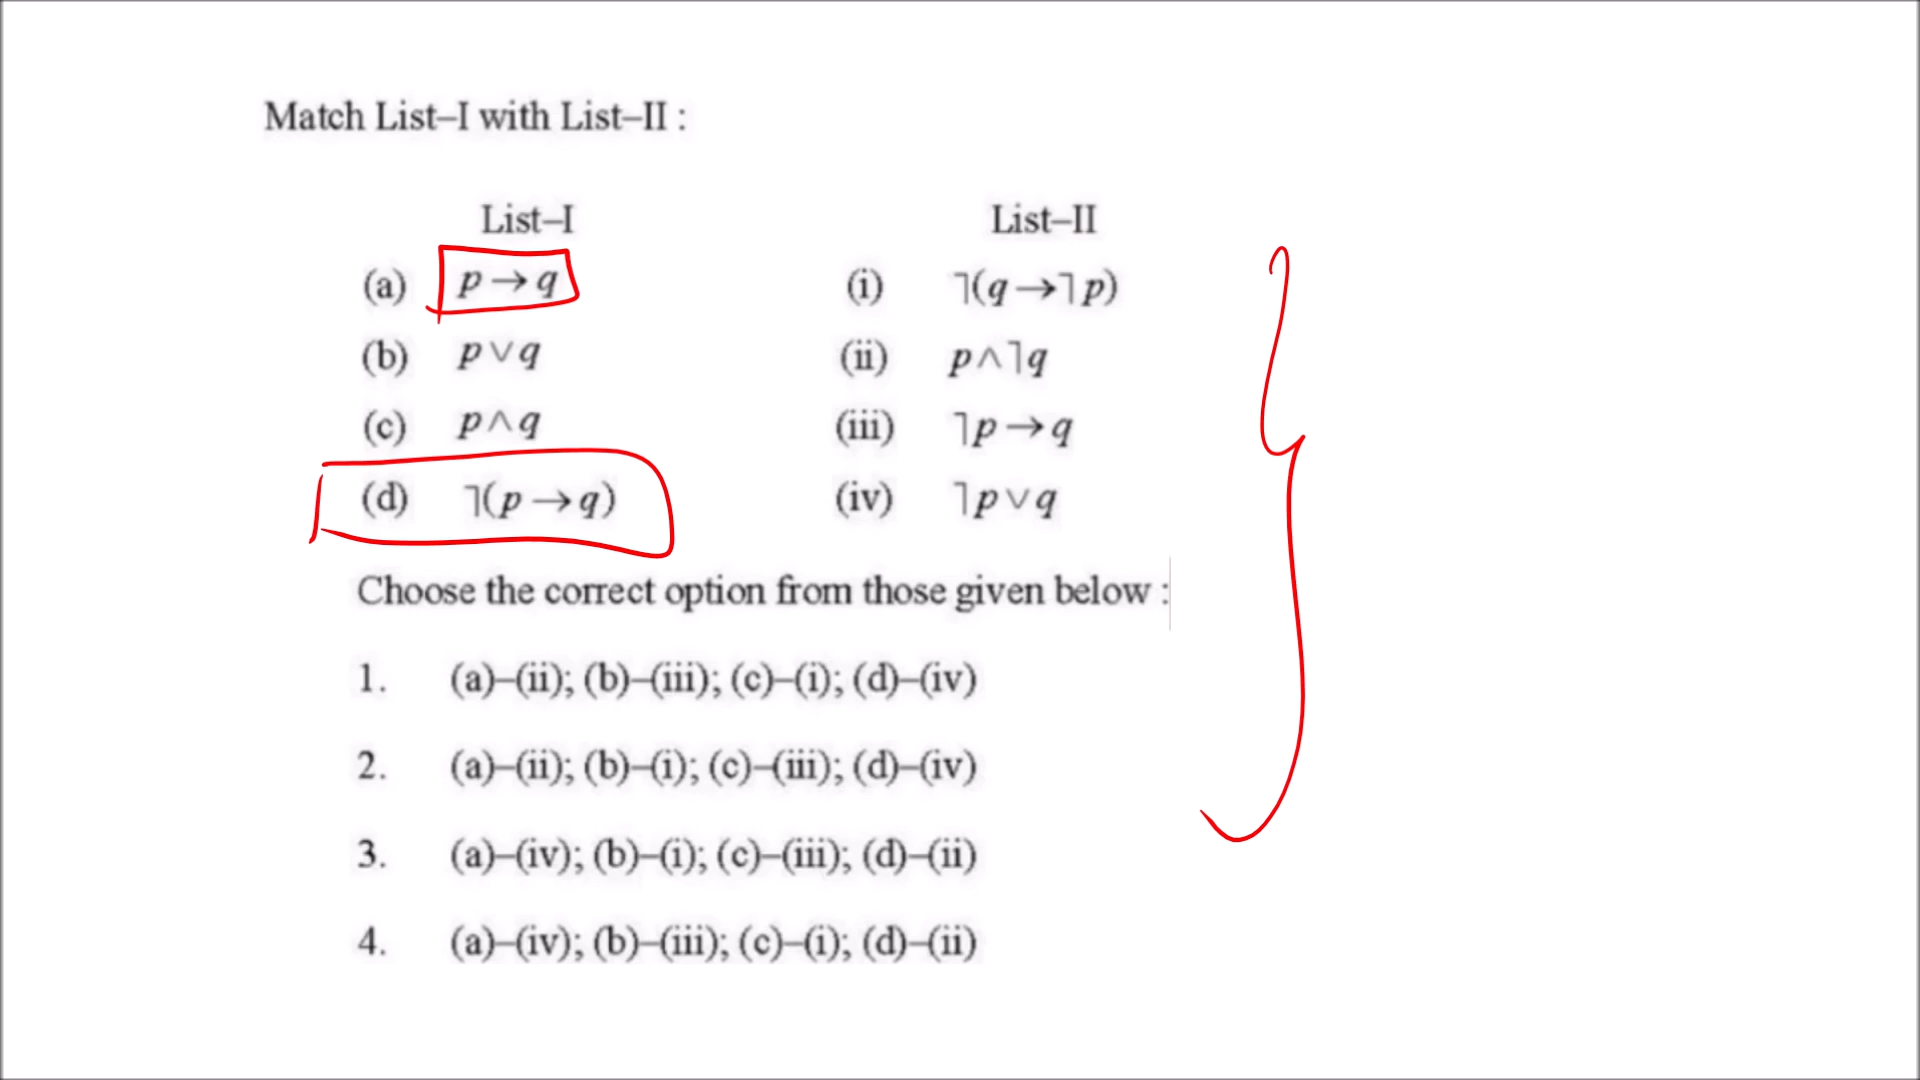 Match List–I with List–II :
List–I List–II
(a) p → q (i) ⅂(q → ⅂p)
(b) p ∨ q (ii) p ∧ ⅂q
(c) p ∧ q (iii) ⅂p → q
(d) ⅂(p → q) (iv) ⅂p ∨ q
Choose the correct option from those given below :
1. (a)–(ii); (b)–(iii); (c)–(i); (d)–(iv)
2. (a)–(ii); (b)–(i); (c)–(iii); (d)–(iv)
3. (a)–(iv); (b)–(i); (c)–(iii); (d)–(ii)
4. (a)–(iv); (b)–(iii); (c)–(i); (d)–(ii)